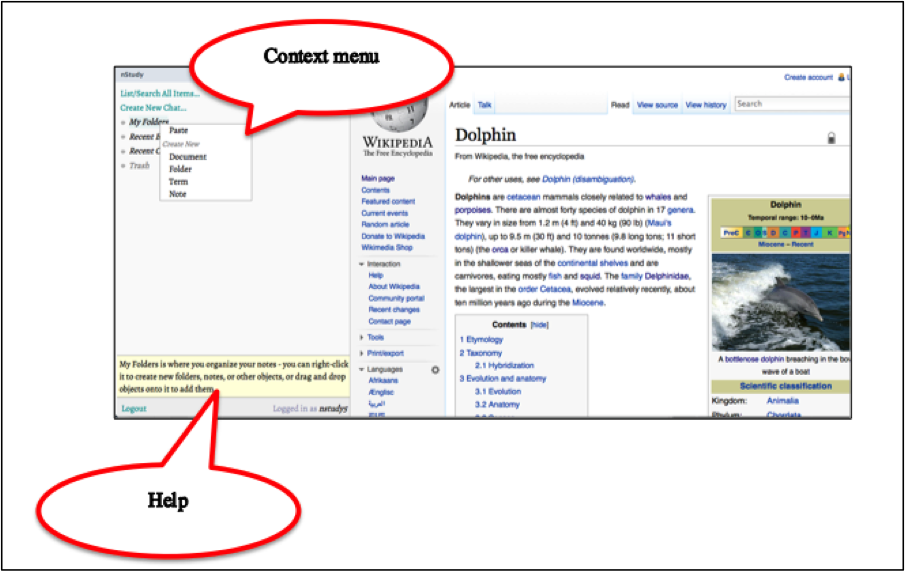 Context menu
nStudy
List/Search All Items...
Create New Chat...
My Folders
Recent
Recent
Trash
Paste
Create New
Document
Folder
Term
Note
My Folders is where you organize your notes - you can right-click
it to create new folders, notes, or other objects, or drag and drop
objects onto it to add them.
Logout
Logged in as nstudy5
Help
WIKIPEDIA
The Free Encyclopedia
Main page
Contents
Featured content
Current events
Random article
Donate to Wikipedia
Wikimedia Shop
Interaction
Help
About Wikipedia
Community portal
Recent changes
Contact page
Tools
Print/export
Languages
Afrikaans
Ænglisc
العربية
Create account
Article Talk
Read View source View history Search
Dolphin
From Wikipedia, the free encyclopedia
For other uses, see Dolphin (disambiguation).
Dolphins are cetacean mammals closely related to whales and
porpoises. There are almost forty species of dolphin in 17 genera.
They vary in size from 1.2 m (4 ft) and 40 kg (90 lb) (Maui's
dolphin), up to 9.5 m (30 ft) and 10 tonnes (9.8 long tons; 11 short
tons) (the orca or killer whale). They are found worldwide, mostly
in the shallower seas of the continental shelves and are
carnivores, eating mostly fish and squid. The family Delphinidae,
the largest in the order Cetacea, evolved relatively recently, about
ten million years ago during the Miocene.
Contents [hide]
1 Etymology
2 Taxonomy
2.1 Hybridization
3 Evolution and anatomy
3.1 Evolution
3.2 Anatomy
Dolphin
Temporal range: 10–0Ma
PreЄ Є O S D C P T J K Pg N
Miocene – Recent
A bottlenose dolphin breaching in the bow
wave of a boat
Scientific classification
Kingdom: Animalia
Phylum: Chordata